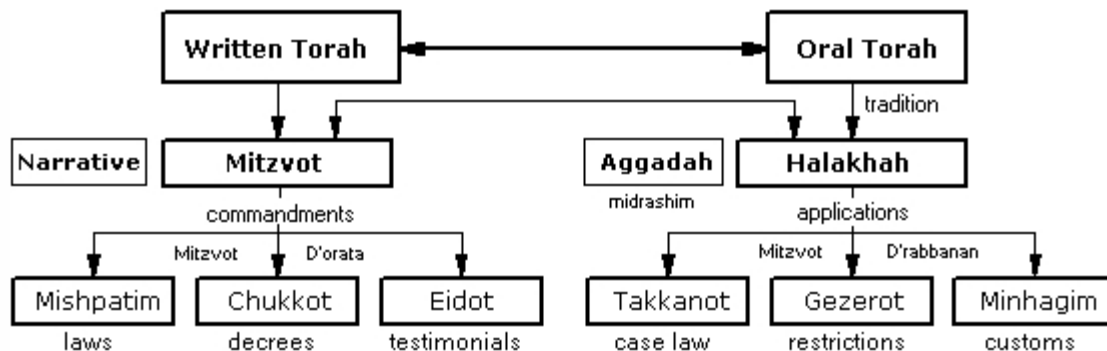 Written Torah
Oral Torah
tradition
Narrative
Mitzvot
Aggadah
Halakhah
commandments
midrashim
applications
Mitzvot D'orata
Mitzvot D'rabbanan
Mishpatim
Chukkot
Eidot
Takkanot
Gezerot
Minhagim
laws
decrees
testimonials
case law
restrictions
customs